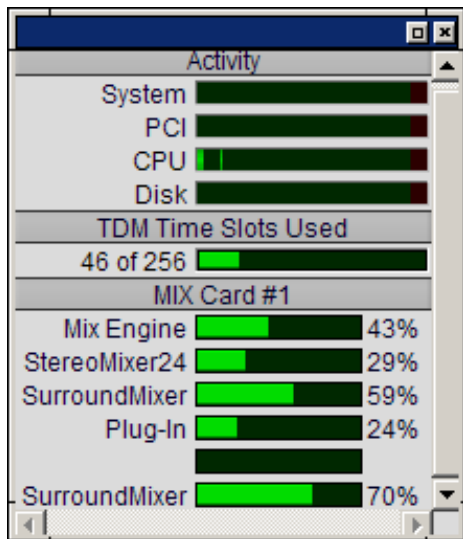 Activity
System
PCI
CPU
Disk
TDM Time Slots Used
46 of 256
MIX Card #1
Mix Engine 43%
StereoMixer24 29%
SurroundMixer 59%
Plug-In 24%
SurroundMixer 70%